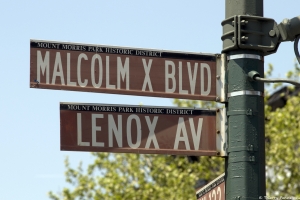 MOUNT MORRIS PARK HISTORIC DISTRICT
MALCOLM X BLVD
MOUNT MORRIS PARK HISTORIC DISTRICT
LENOX AV